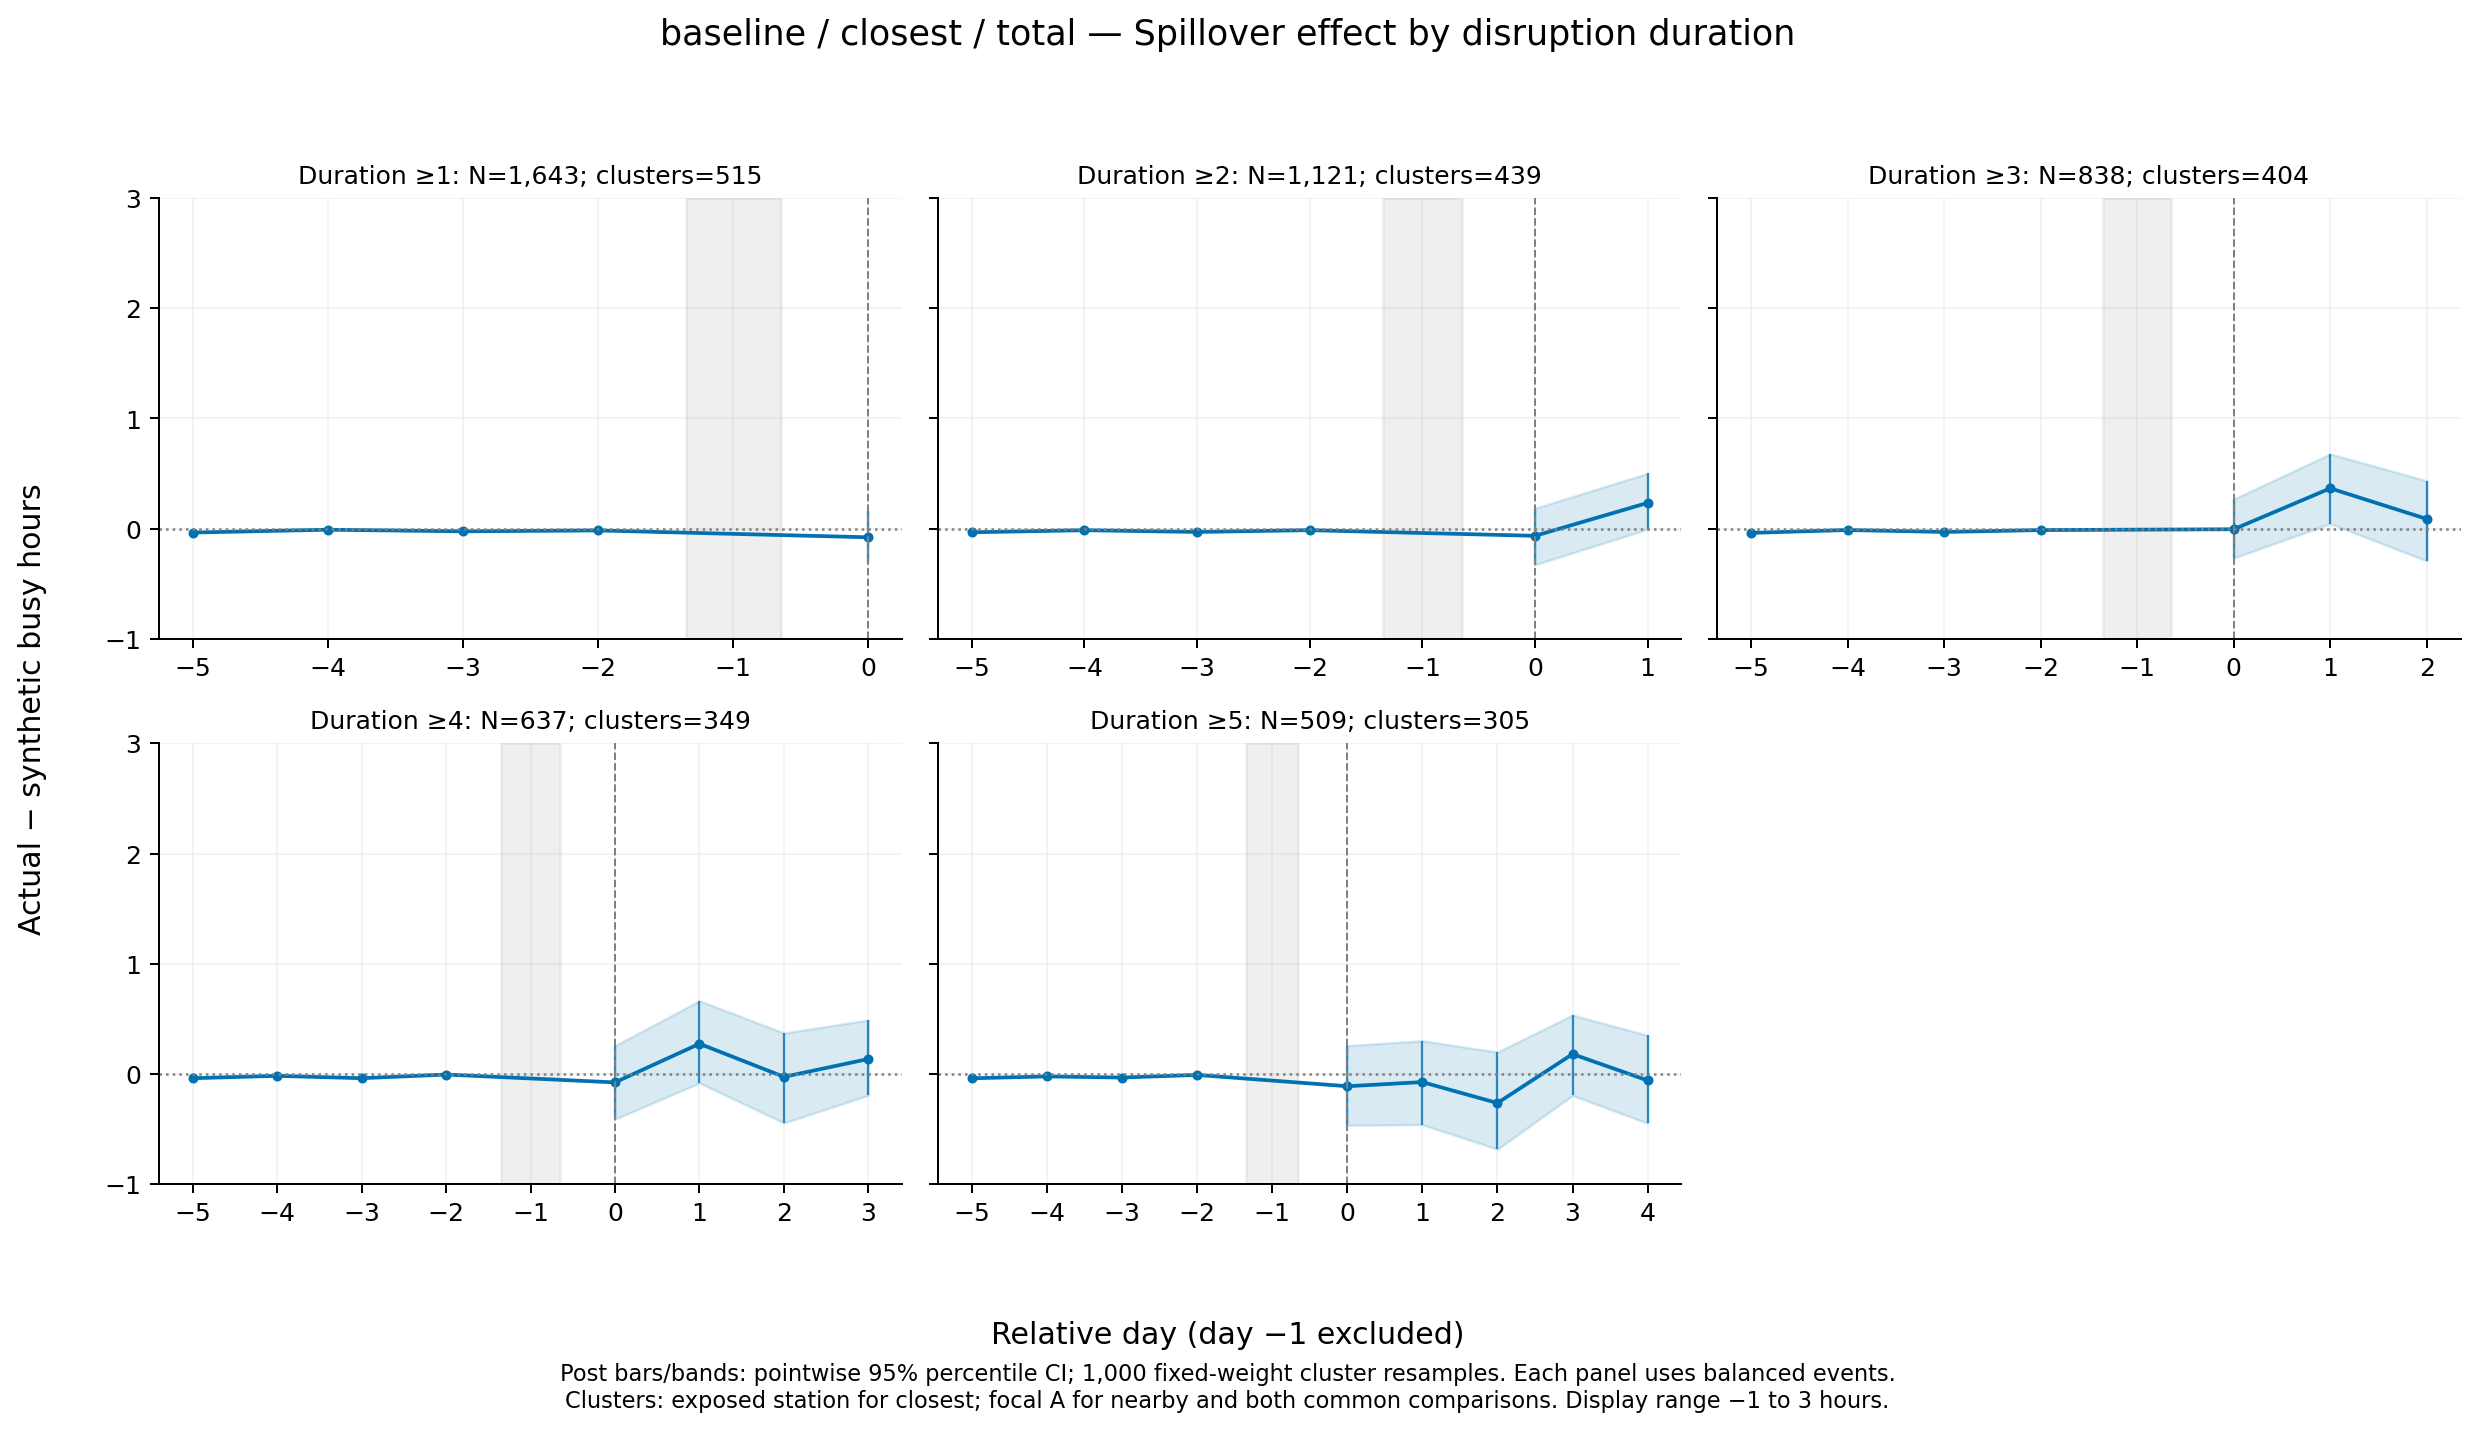 baseline / closest / total — Spillover effect by disruption duration
Duration ≥1: N=1,643; clusters=515
Duration ≥2: N=1,121; clusters=439
Duration ≥3: N=838; clusters=404
3
2
1
0
−1
−5 −4 −3 −2 −1 0
−5 −4 −3 −2 −1 0 1
−5 −4 −3 −2 −1 0 1 2
Actual − synthetic busy hours
Duration ≥4: N=637; clusters=349
Duration ≥5: N=509; clusters=305
3
2
1
0
−1
−5 −4 −3 −2 −1 0 1 2 3
−5 −4 −3 −2 −1 0 1 2 3 4
Relative day (day −1 excluded)
Post bars/bands: pointwise 95% percentile CI; 1,000 fixed-weight cluster resamples. Each panel uses balanced events.
Clusters: exposed station for closest; focal A for nearby and both common comparisons. Display range −1 to 3 hours.